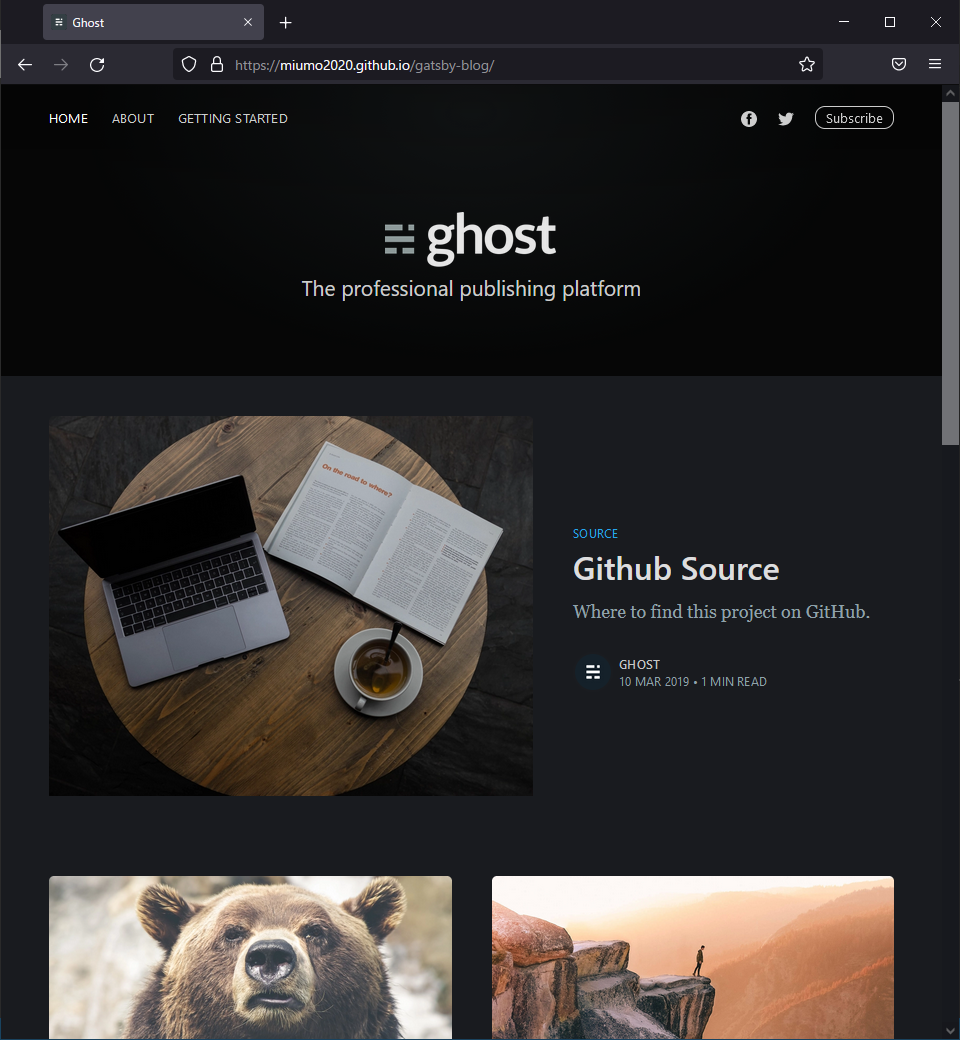 Ghost
https://miumo2020.github.io/gatsby-blog/
HOME ABOUT GETTING STARTED Subscribe
ghost
The professional publishing platform
On the road to where?
SOURCE
Github Source
Where to find this project on GitHub.
GHOST
10 MAR 2019 • 1 MIN READ